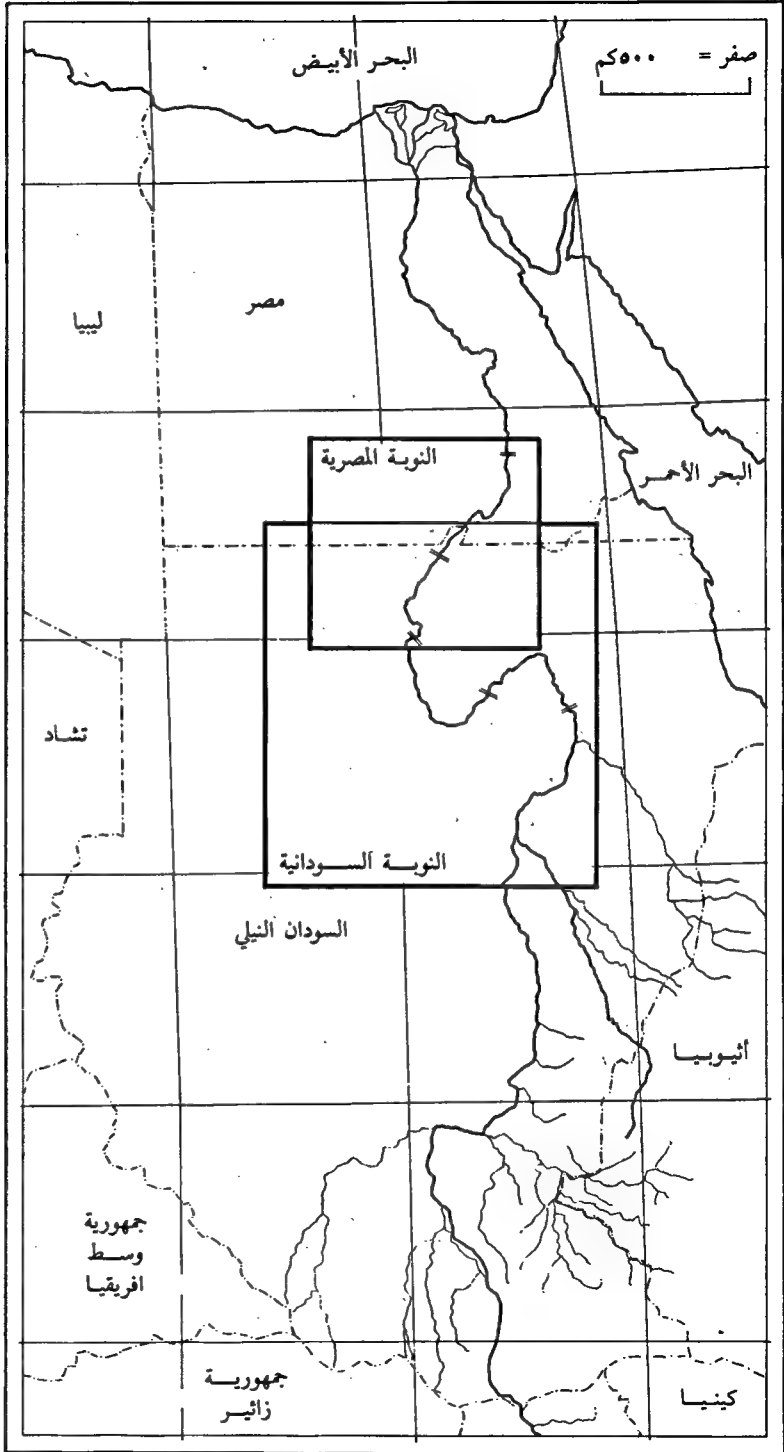 البحر الأبيض
صفر = ٥٠٠كم
ليبيا
مصر
النوبة المصرية
البحر الأحمر
تشاد
النوبة السودانية
السودان النيلي
أثيوبيا
جمهورية
وسط
افريقيا
جمهورية
زائير
كينيا